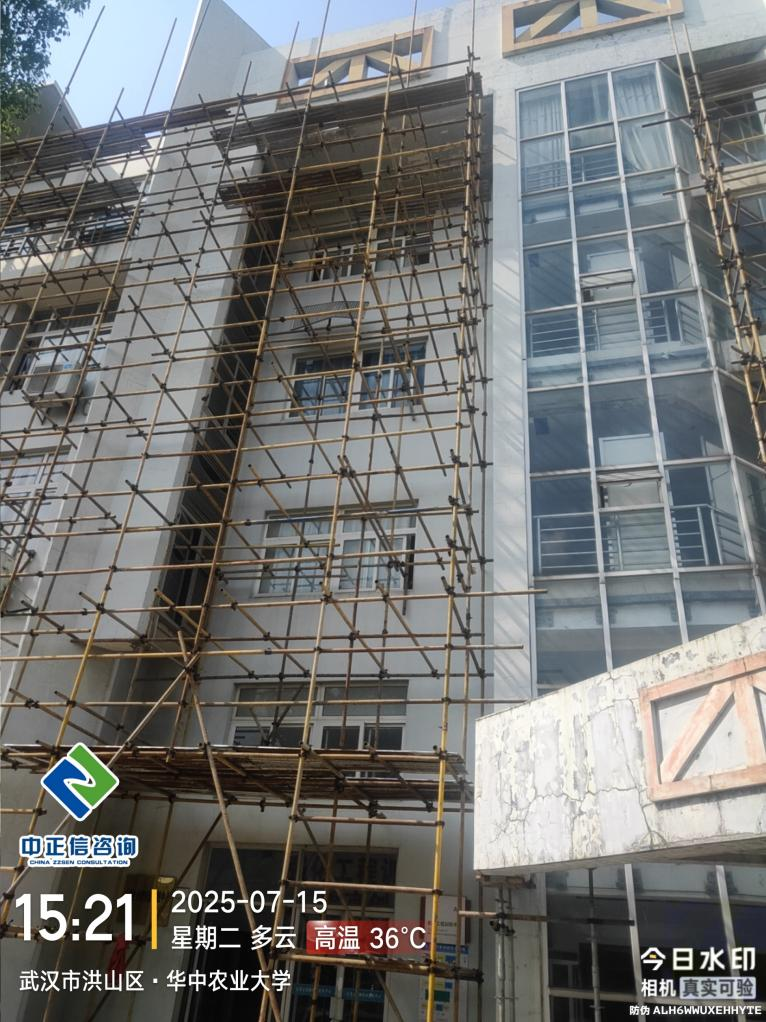 中正信咨询
CHINA ZZSEN CONSULTATION
15:21
2025-07-15
星期二 多云 高温 36°C
武汉市洪山区·华中农业大学
今日水印
相机 真实可验
防伪 ALH6WWUXEHHYTE